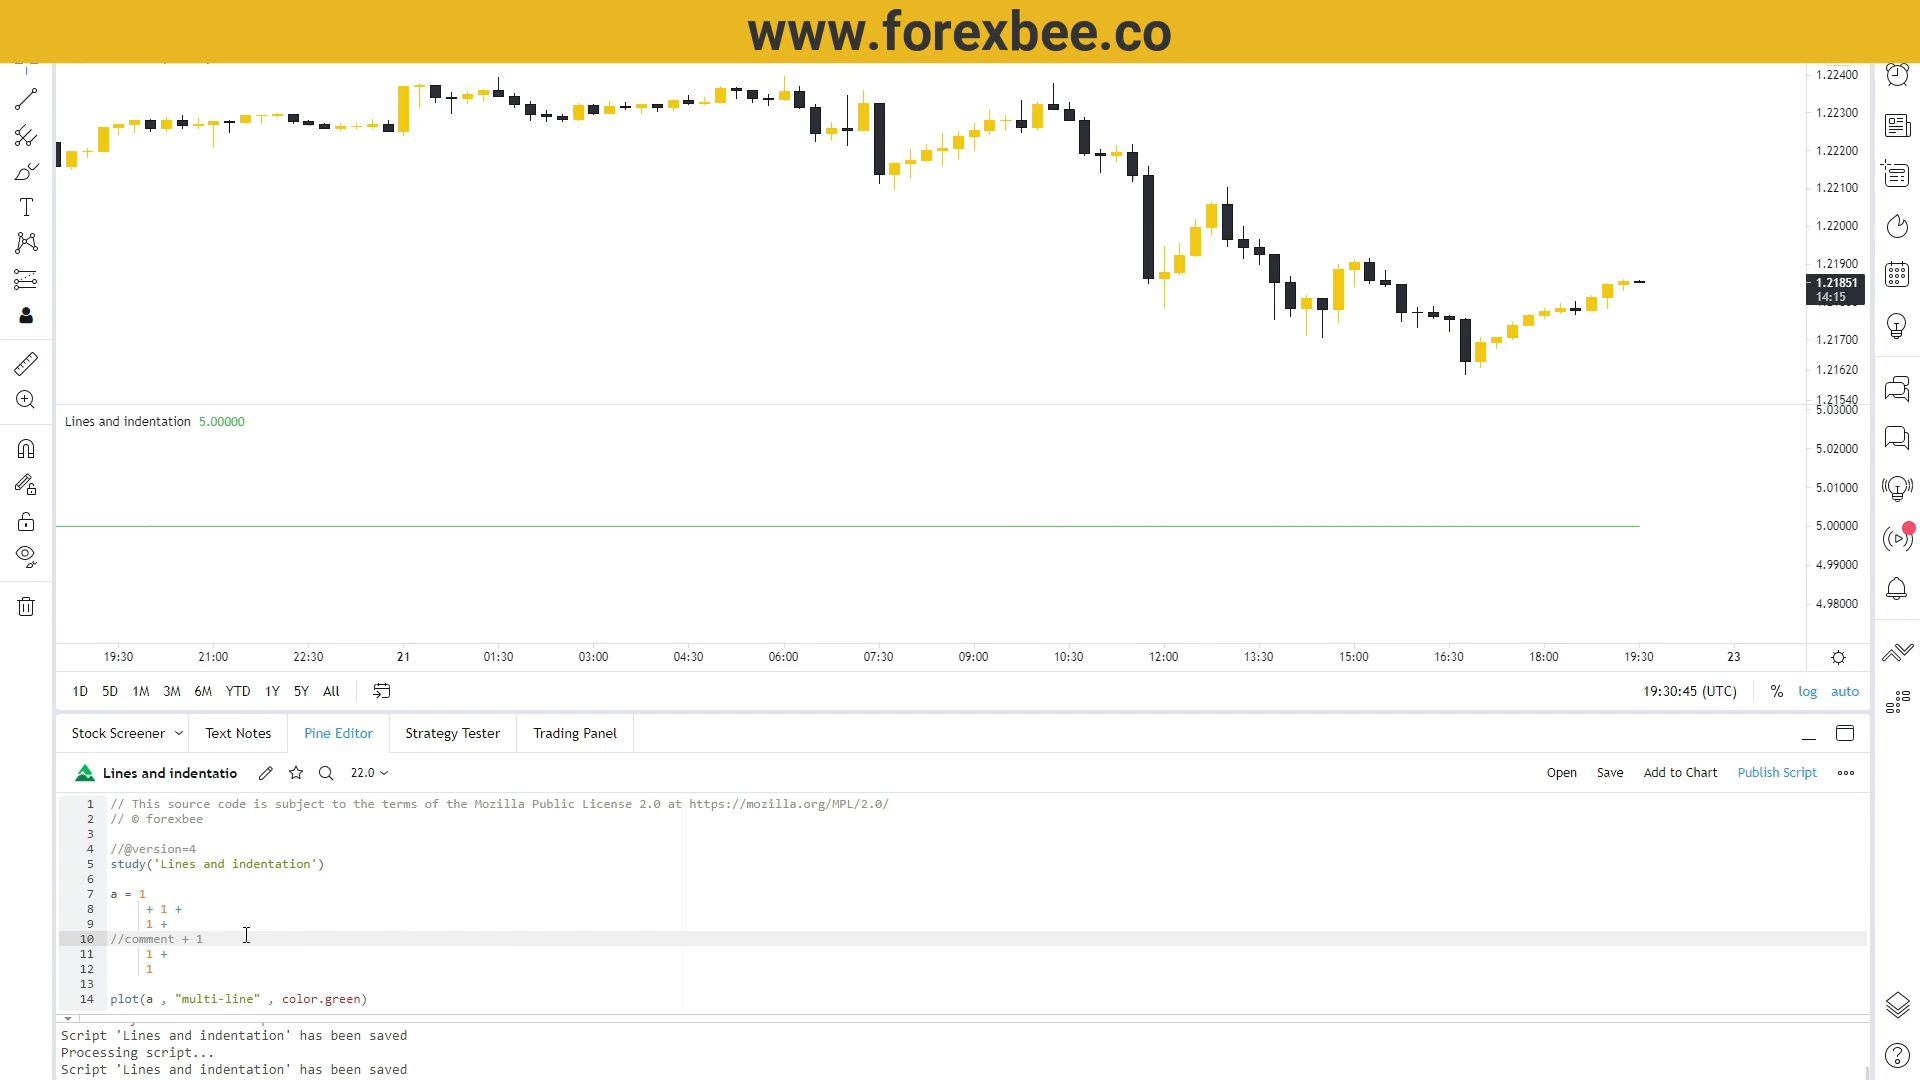 www.forexbee.co
1.22400
1.22300
1.22200
1.22100
1.22000
1.21900
1.21851
14:15
1.21700
1.21620
1.21540
Lines and indentation 5.00000
5.03000
5.02000
5.01000
5.00000
4.99000
4.98000
19:30 21:00 22:30 21 01:30 03:00 04:30 06:00 07:30 09:00 10:30 12:00 13:30 15:00 16:30 18:00 19:30 23
1D 5D 1M 3M 6M YTD 1Y 5Y All 19:30:45 (UTC) % log auto
Stock Screener Text Notes Pine Editor Strategy Tester Trading Panel
Lines and indentatio 22.0 Open Save Add to Chart Publish Script
1 // This source code is subject to the terms of the Mozilla Public License 2.0 at https://mozilla.org/MPL/2.0/
2 // © forexbee
3
4 //@version=4
5 study('Lines and indentation')
6
7 a = 1
8 + 1 +
9 1 +
10 //comment + 1
11 1 +
12 1
13
14 plot(a , "multi-line" , color.green)
Script 'Lines and indentation' has been saved
Processing script...
Script 'Lines and indentation' has been saved